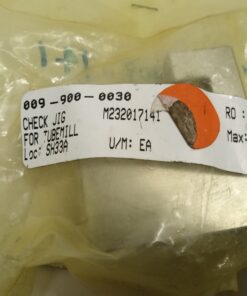 009-900-0030
CHECK JIG M232017141 RO :
FOR TUBEMILL Max:
Loc: SH33A U/M: EA